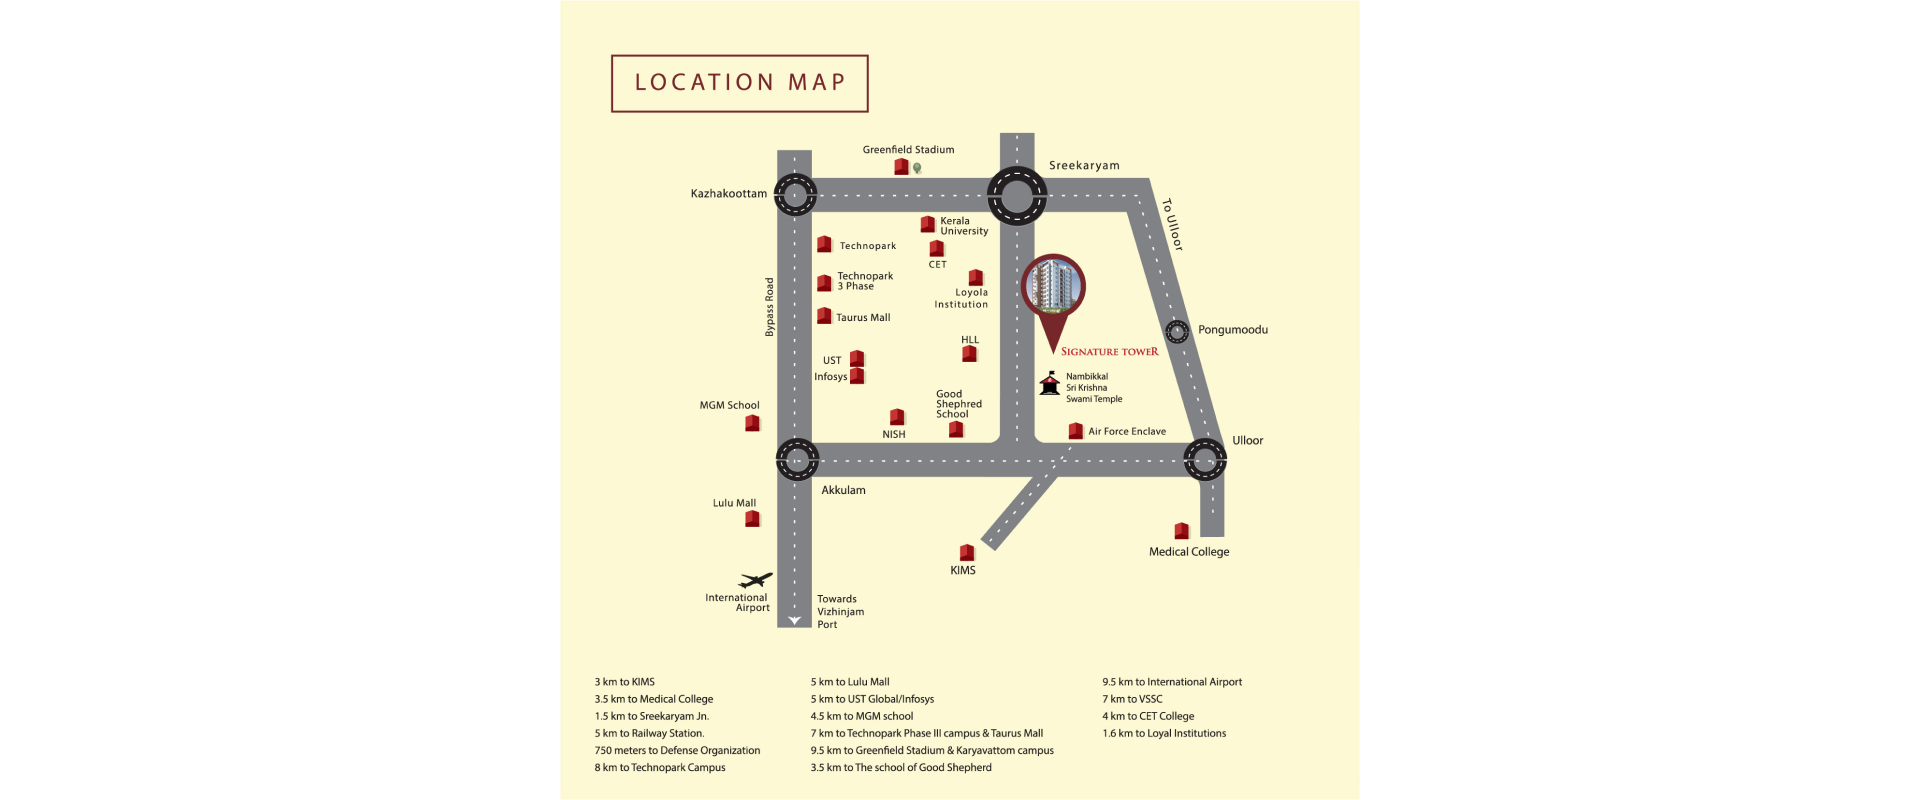 LOCATION MAP
Greenfield Stadium
Sreekaryam
Kazhakoottam
To Ulloor
Kerala
University
Technopark
CET
Technopark
3 Phase
Loyola
Institution
Bypass Road
Taurus Mall
Pongumoodu
HLL
SIGNATURE TOWER
UST
Infosys
Nambikkal
Sri Krishna
Swami Temple
Good
Shephred
School
MGM School
NISH
Air Force Enclave
Ulloor
Akkulam
Lulu Mall
Medical College
KIMS
International
Airport
Towards
Vizhinjam
Port
3 km to KIMS
3.5 km to Medical College
1.5 km to Sreekaryam Jn.
5 km to Railway Station.
750 meters to Defense Organization
8 km to Technopark Campus
5 km to Lulu Mall
5 km to UST Global/Infosys
4.5 km to MGM school
7 km to Technopark Phase III campus & Taurus Mall
9.5 km to Greenfield Stadium & Karyavattom campus
3.5 km to The school of Good Shepherd
9.5 km to International Airport
7 km to VSSC
4 km to CET College
1.6 km to Loyal Institutions